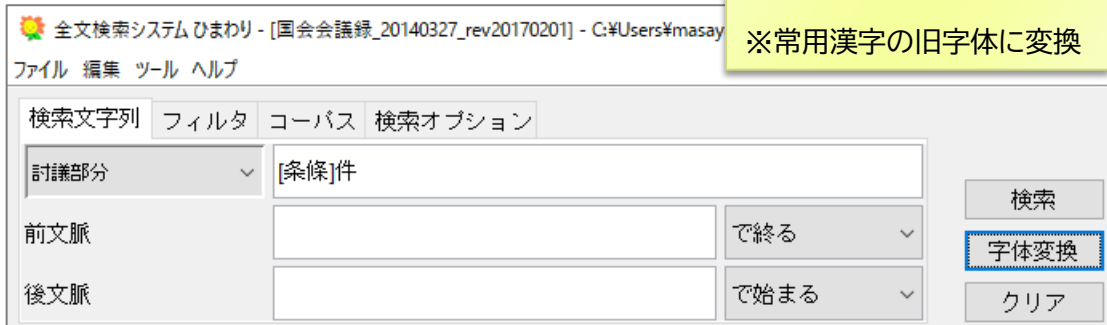 全文検索システム ひまわり - [国会会議録_20140327_rev20170201] - C:¥Users¥masay
※常用漢字の旧字体に変換
ファイル 編集 ツール ヘルプ
検索文字列 フィルタ コーパス 検索オプション
討議部分 [条條]件
検索
前文脈 で終る
字体変換
後文脈 で始まる
クリア